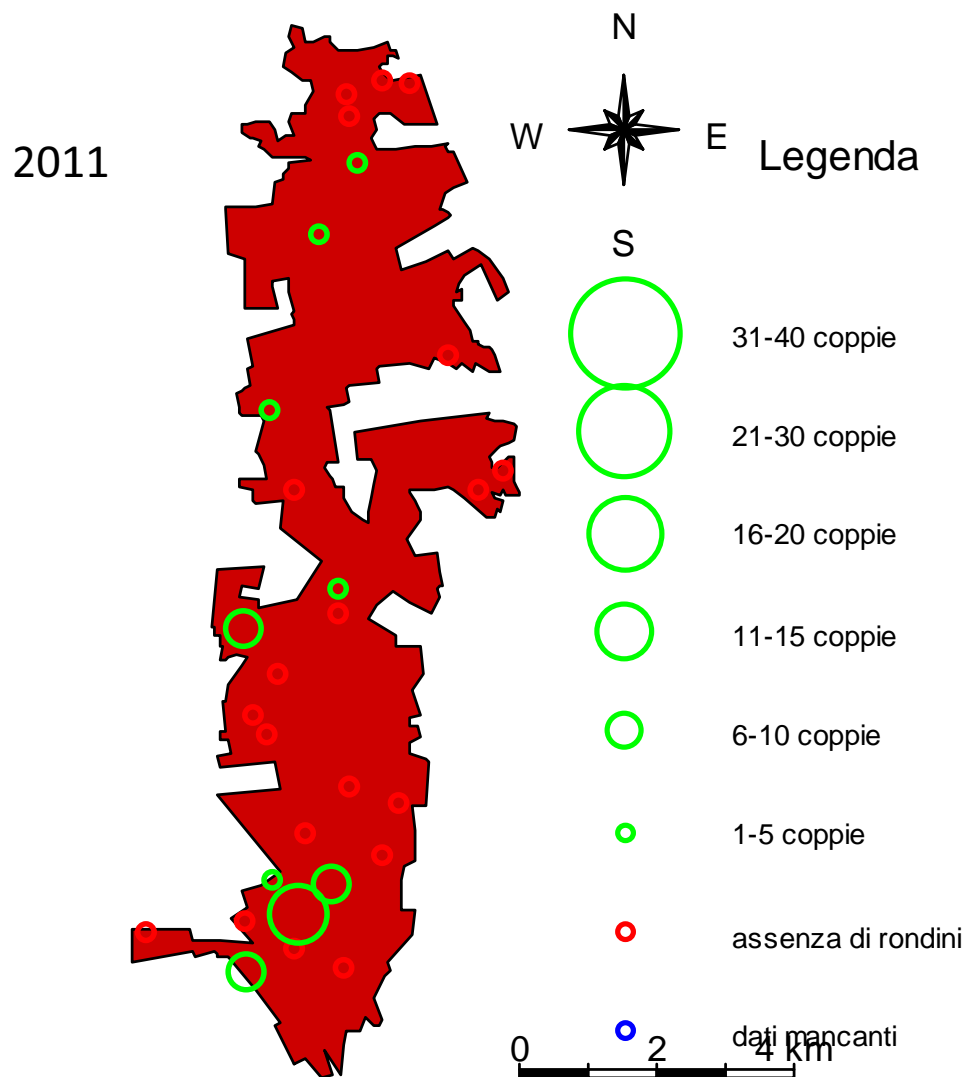 2011
N
W
E
S
Legenda
31-40 coppie
21-30 coppie
16-20 coppie
11-15 coppie
6-10 coppie
1-5 coppie
assenza di rondini
dati mancanti
0 2 4 km